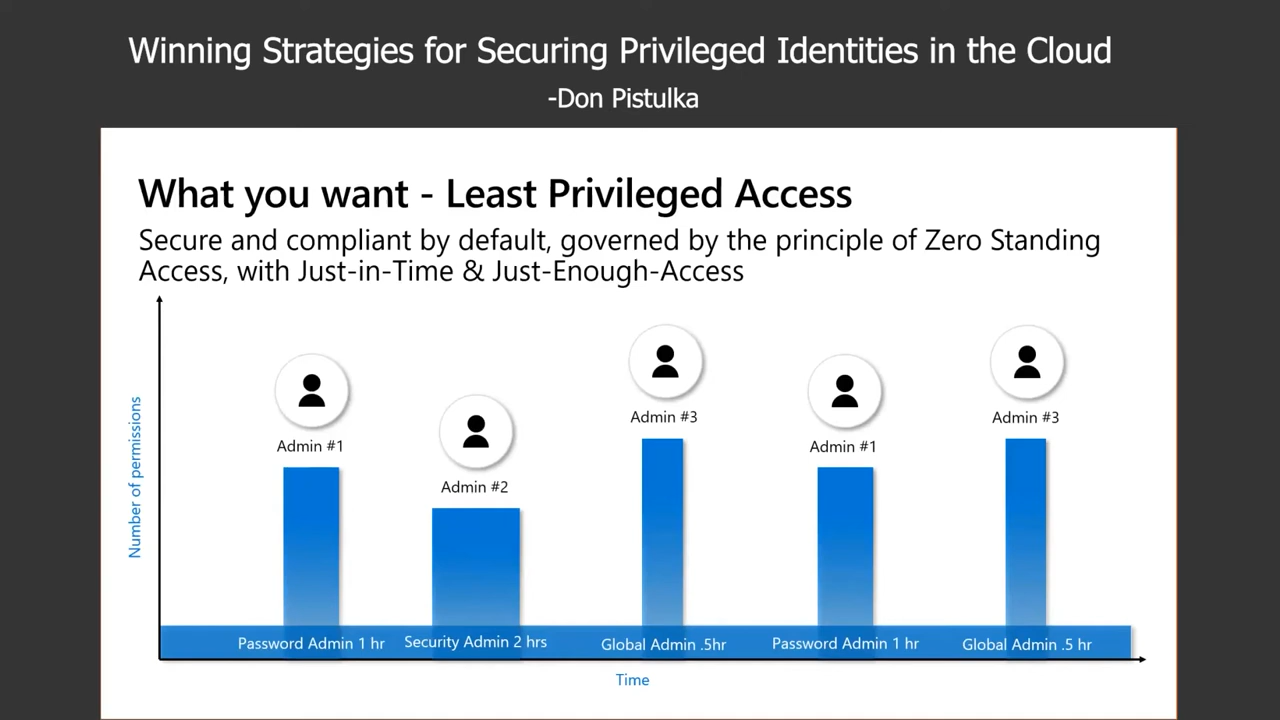 Winning Strategies for Securing Privileged Identities in the Cloud
-Don Pistulka
What you want - Least Privileged Access
Secure and compliant by default, governed by the principle of Zero Standing
Access, with Just-in-Time & Just-Enough-Access
Number of permissions
Admin #1
Admin #2
Admin #3
Admin #1
Admin #3
Password Admin 1 hr
Security Admin 2 hrs
Global Admin .5hr
Password Admin 1 hr
Global Admin .5 hr
Time